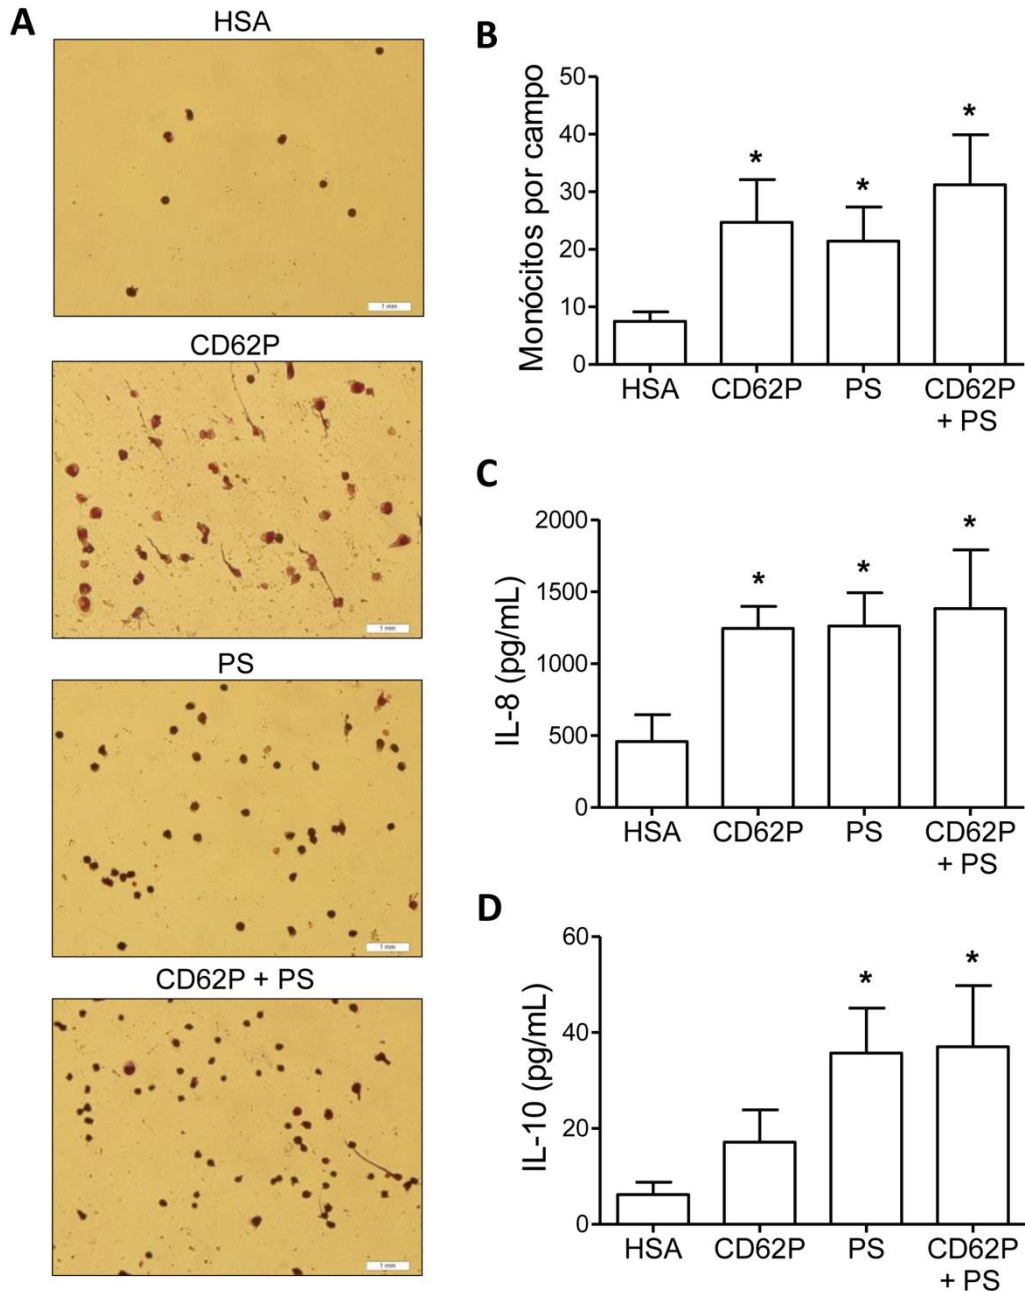 A
HSA
1 mm
CD62P
1 mm
PS
1 mm
CD62P + PS
1 mm
B
Monócitos por campo
50
40
30
20
10
0
*
*
*
HSA
CD62P
PS
CD62P
+ PS
C
IL-8 (pg/mL)
2000
1500
1000
500
0
*
*
*
HSA
CD62P
PS
CD62P
+ PS
D
IL-10 (pg/mL)
60
40
20
0
*
*
HSA
CD62P
PS
CD62P
+ PS